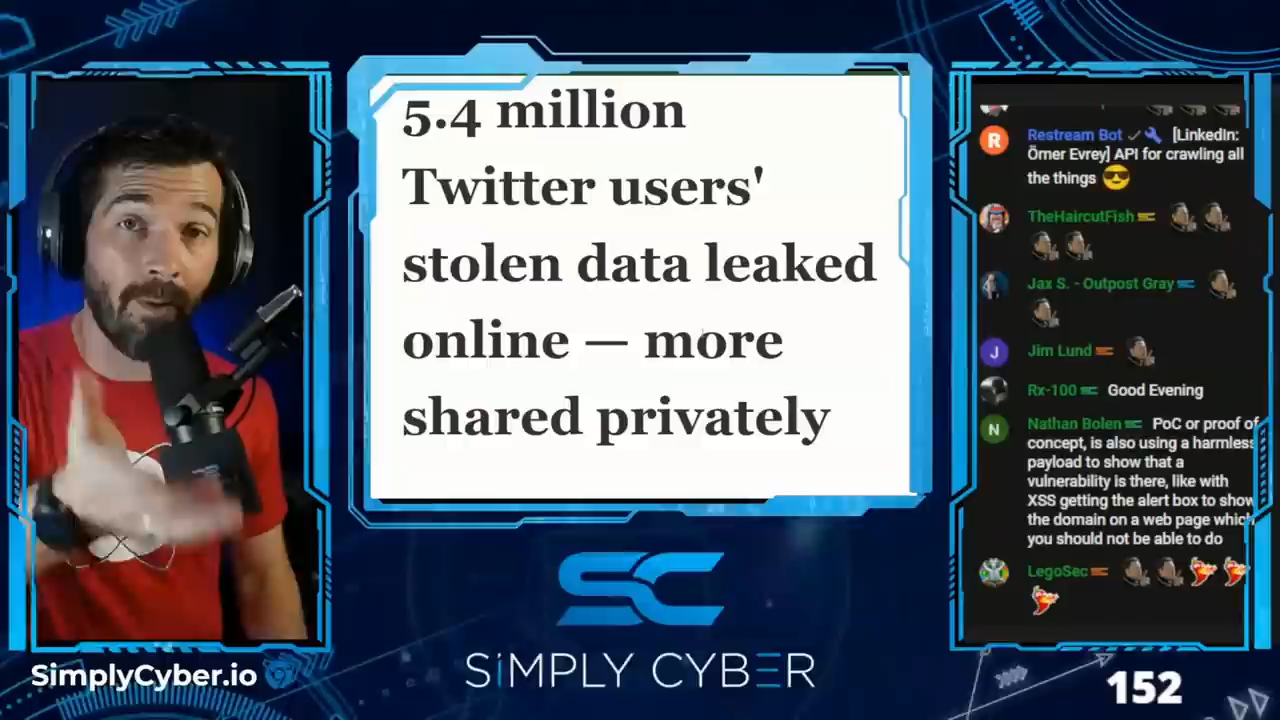 5.4 million
Twitter users'
stolen data leaked
online — more
shared privately
SC
SiMPLY CYBER
SimplyCyber.io
R
Restream Bot [LinkedIn:
Ömer Evrey] API for crawling all
the things 😎
TheHaircutFish
Jax S. - Outpost Gray
J
Jim Lund
Rx-100 Good Evening
N
Nathan Bolen PoC or proof of
concept, is also using a harmless
payload to show that a
vulnerability is there, like with
XSS getting the alert box to show
the domain on a web page which
you should not be able to do
LegoSec
152